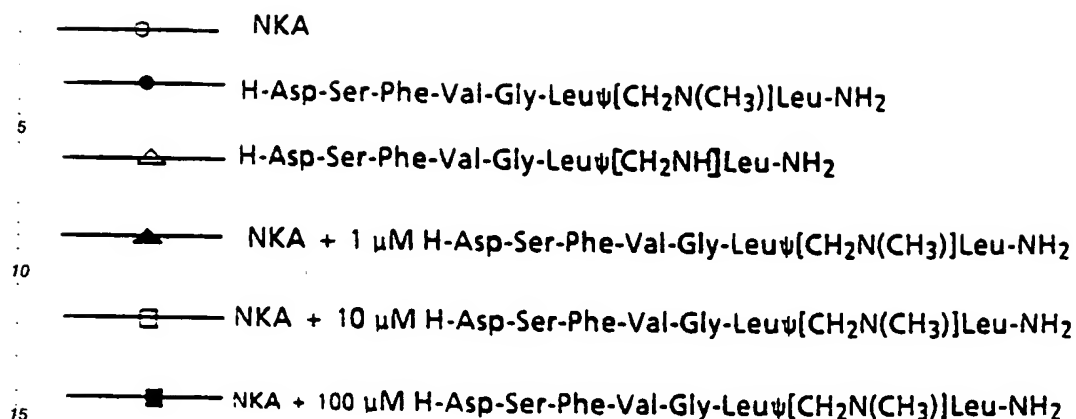 NKA
H-Asp-Ser-Phe-Val-Gly-Leuψ[CH₂N(CH₃)]Leu-NH₂
5
H-Asp-Ser-Phe-Val-Gly-Leuψ[CH₂NH]Leu-NH₂
NKA + 1 μM H-Asp-Ser-Phe-Val-Gly-Leuψ[CH₂N(CH₃)]Leu-NH₂
10
NKA + 10 μM H-Asp-Ser-Phe-Val-Gly-Leuψ[CH₂N(CH₃)]Leu-NH₂
NKA + 100 μM H-Asp-Ser-Phe-Val-Gly-Leuψ[CH₂N(CH₃)]Leu-NH₂
15